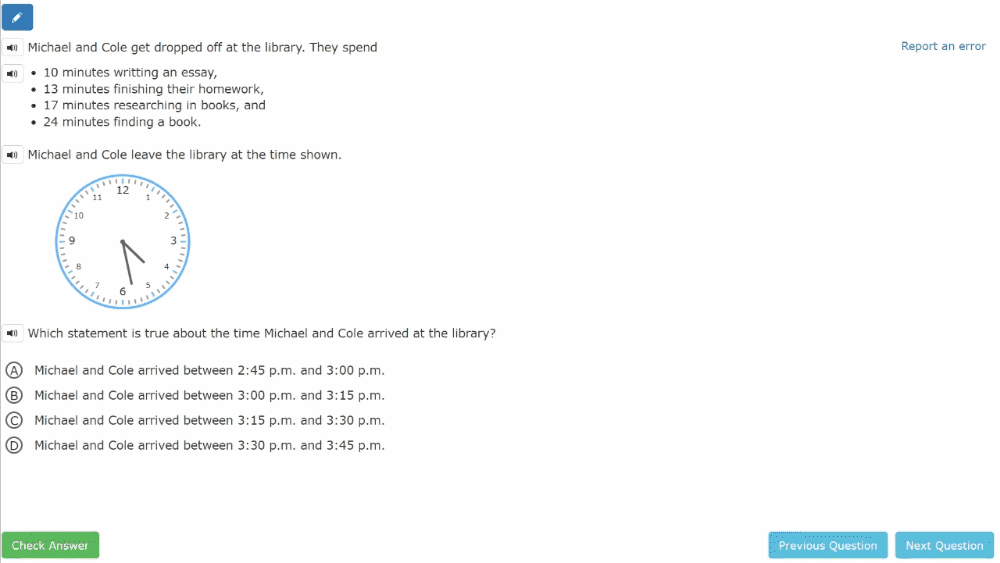 Michael and Cole get dropped off at the library. They spend
Report an error
• 10 minutes writting an essay,
• 13 minutes finishing their homework,
• 17 minutes researching in books, and
• 24 minutes finding a book.
Michael and Cole leave the library at the time shown.
12
11 1
10 2
9 3
8 4
7 5
6
Which statement is true about the time Michael and Cole arrived at the library?
A Michael and Cole arrived between 2:45 p.m. and 3:00 p.m.
B Michael and Cole arrived between 3:00 p.m. and 3:15 p.m.
C Michael and Cole arrived between 3:15 p.m. and 3:30 p.m.
D Michael and Cole arrived between 3:30 p.m. and 3:45 p.m.
Check Answer Previous Question Next Question